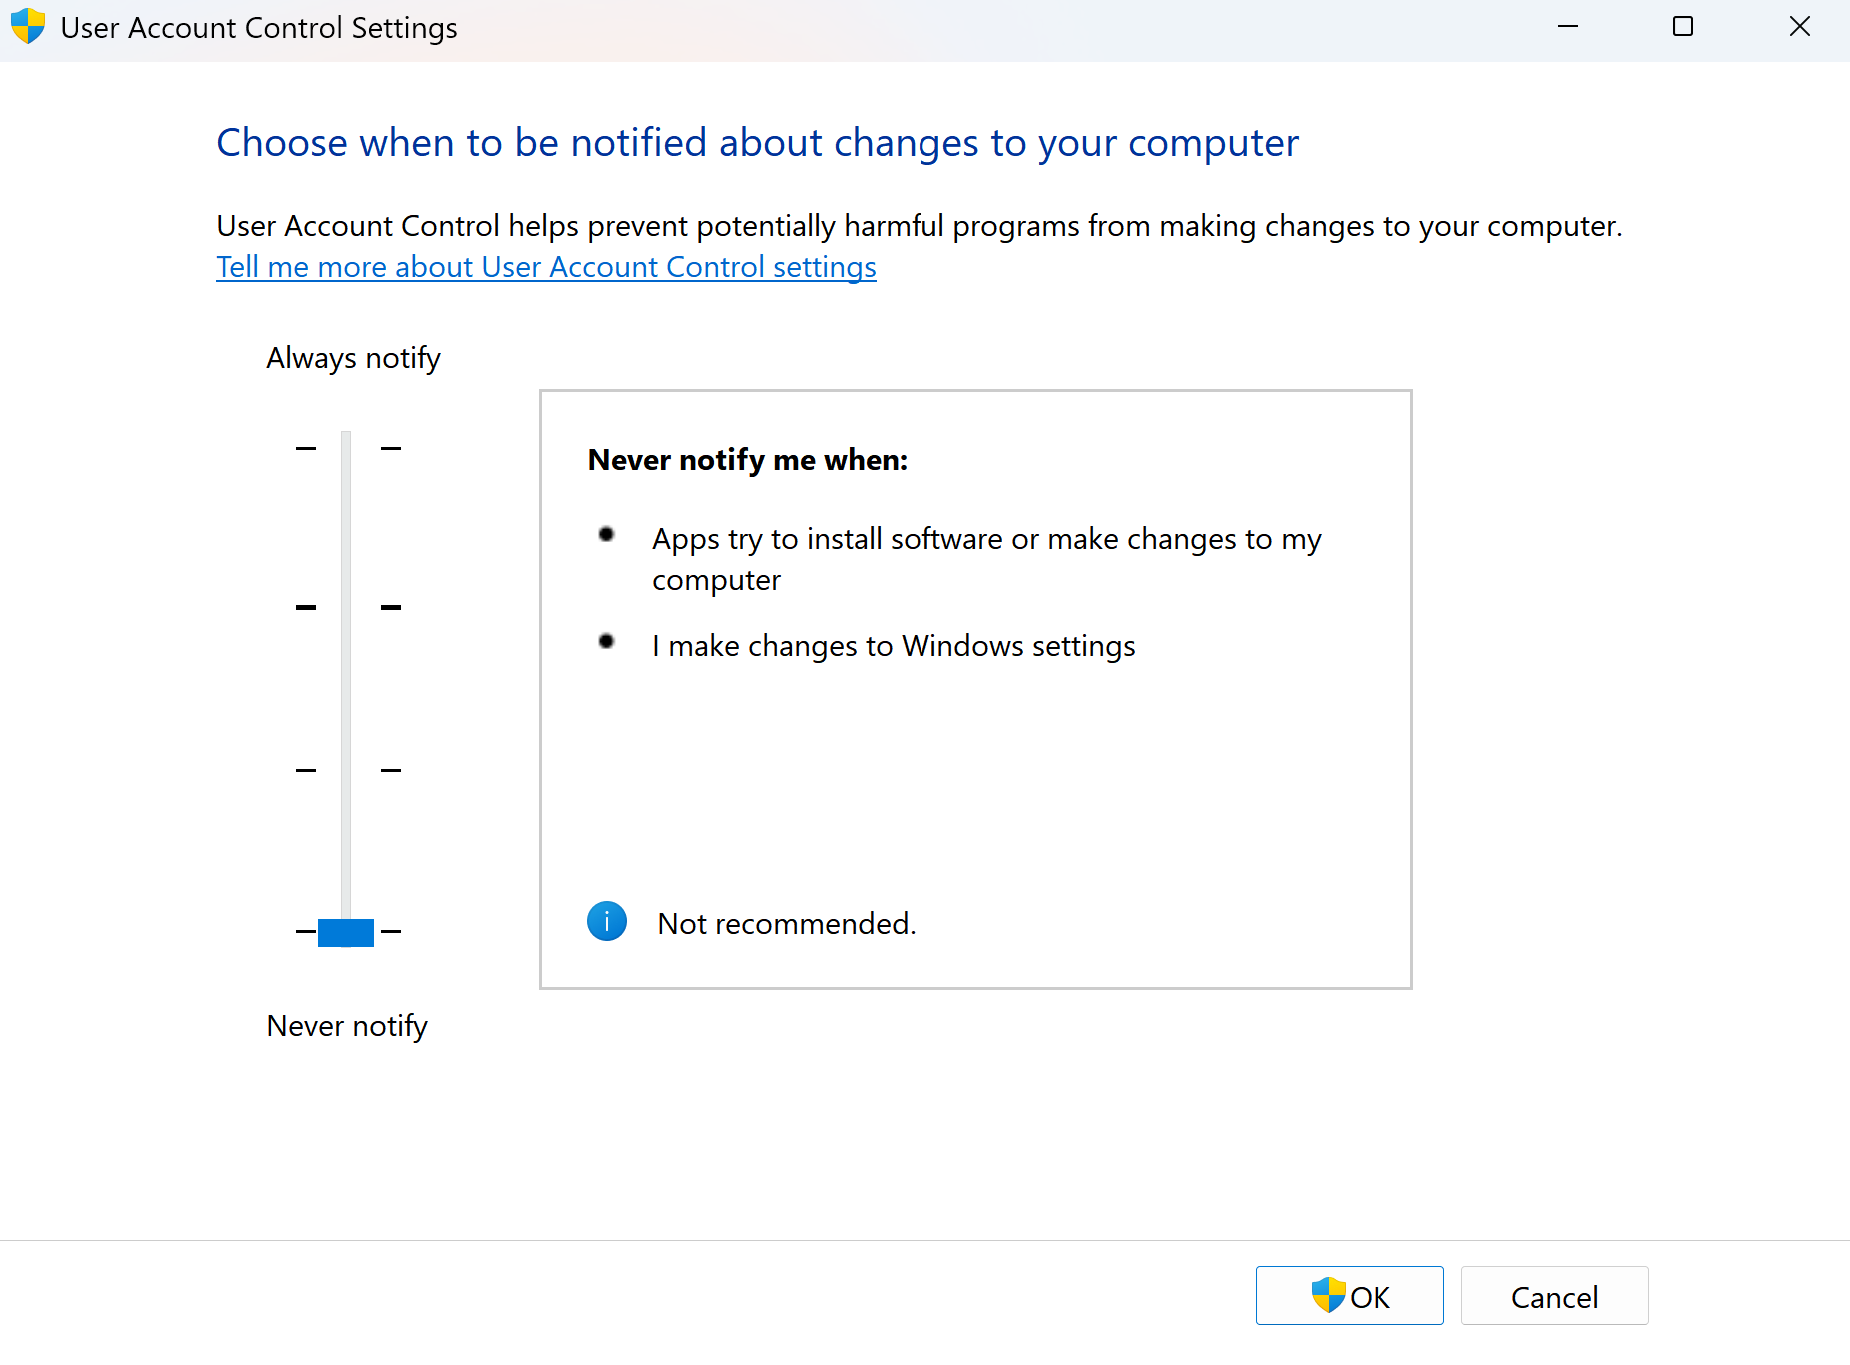 User Account Control Settings
Choose when to be notified about changes to your computer
User Account Control helps prevent potentially harmful programs from making changes to your computer.
Tell me more about User Account Control settings
Always notify
Never notify me when:
Apps try to install software or make changes to my
computer
I make changes to Windows settings
Not recommended.
Never notify
OK
Cancel